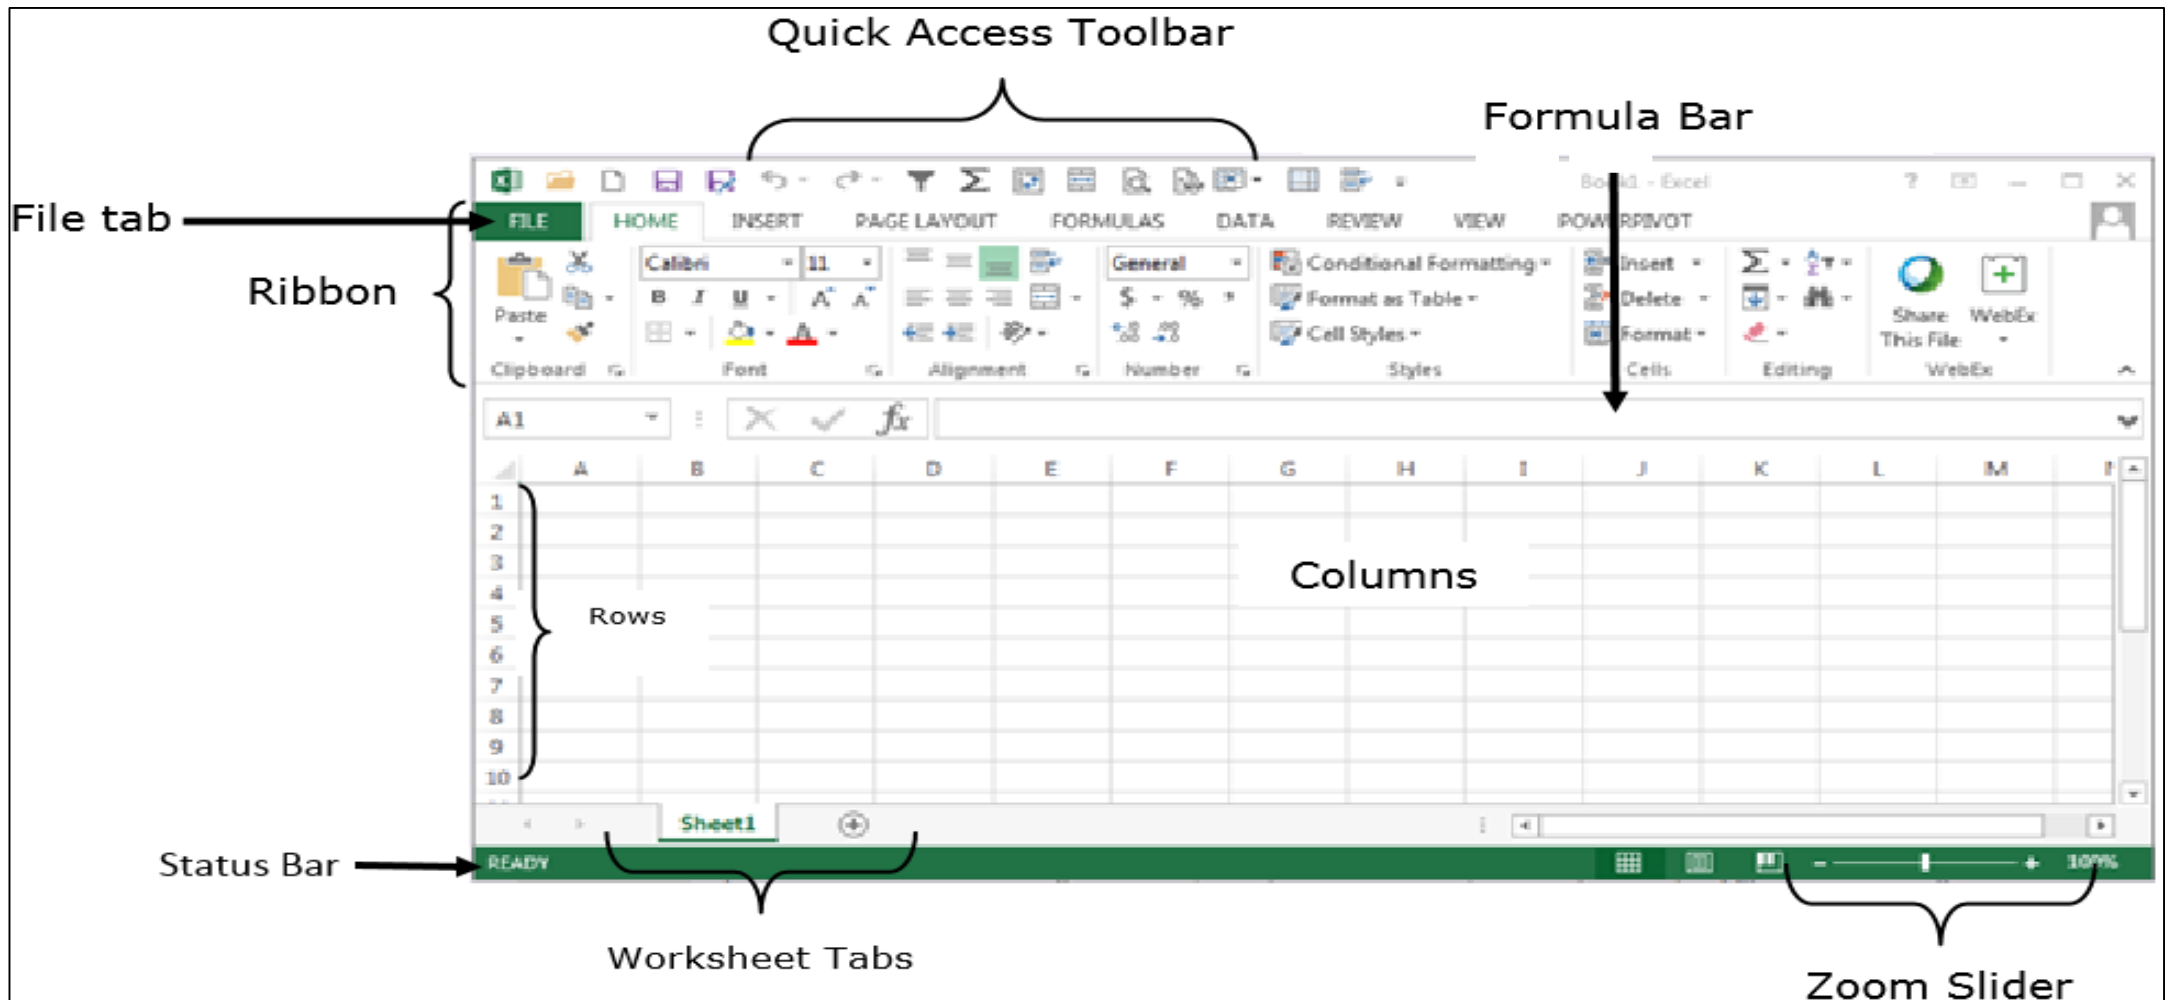 Quick Access Toolbar
Formula Bar
Book1 - Excel ?
File tab
FILE HOME INSERT PAGE LAYOUT FORMULAS DATA REVIEW VIEW POWERPIVOT
Ribbon
Calibri 11 General Conditional Formatting Insert
B I U A A $ % Format as Table Delete
Paste Cell Styles Format Share This File WebEx
Clipboard Font Alignment Number Styles Cells Editing WebEx
A1 fx
A B C D E F G H I J K L M
1
2
3
4
5
6
7
8
9
10
Rows
Columns
Sheet1
Status Bar
READY 100%
Worksheet Tabs
Zoom Slider